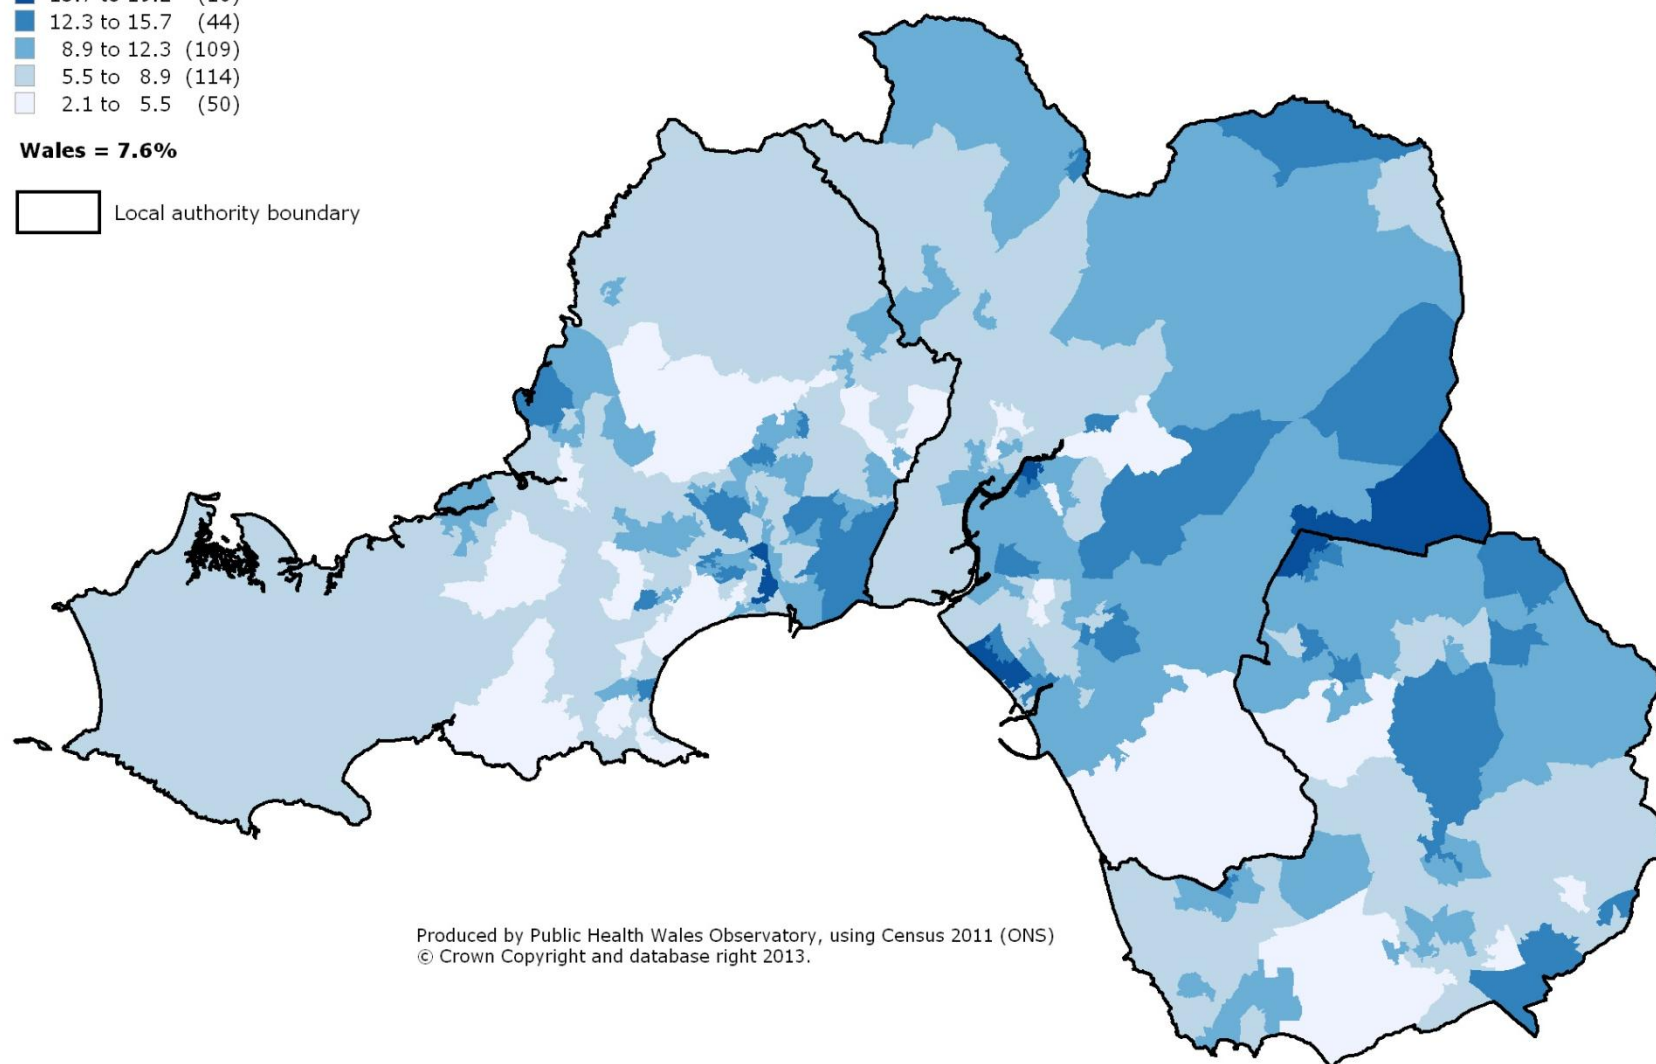 12.3 to 15.7 (44)
8.9 to 12.3 (109)
5.5 to 8.9 (114)
2.1 to 5.5 (50)
Wales = 7.6%
Local authority boundary
Produced by Public Health Wales Observatory, using Census 2011 (ONS)
© Crown Copyright and database right 2013.